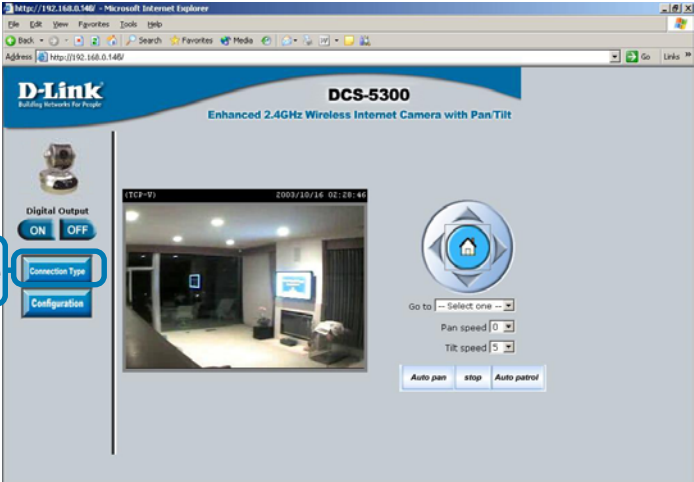 http://192.168.0.148/ - Microsoft Internet Explorer
File Edit View Favorites Tools Help
Back Search Favorites Media
Address http://192.168.0.148/ Go Links
D-Link
Building Networks For People
DCS-5300
Enhanced 2.4GHz Wireless Internet Camera with Pan/Tilt
(TCP-V) 2003/10/16 02:28:46
Digital Output
ON OFF
Connection Type
Configuration
Go to -- Select one --
Pan speed 0
Tilt speed 5
Auto pan stop Auto patrol